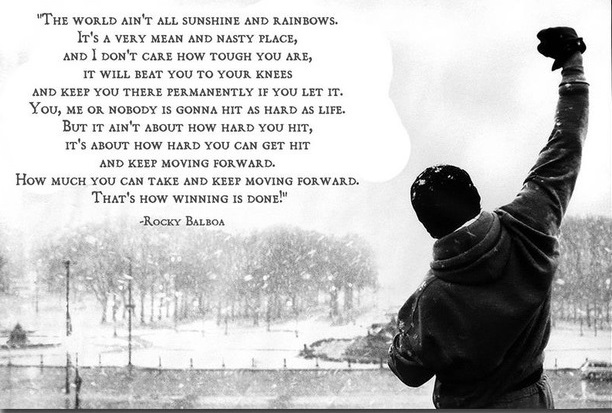 "The world ain't all sunshine and rainbows.
It's a very mean and nasty place,
and I don't care how tough you are,
it will beat you to your knees
and keep you there permanently if you let it.
You, me or nobody is gonna hit as hard as life.
But it ain't about how hard you hit,
it's about how hard you can get hit
and keep moving forward.
How much you can take and keep moving forward.
That's how winning is done!"
-Rocky Balboa